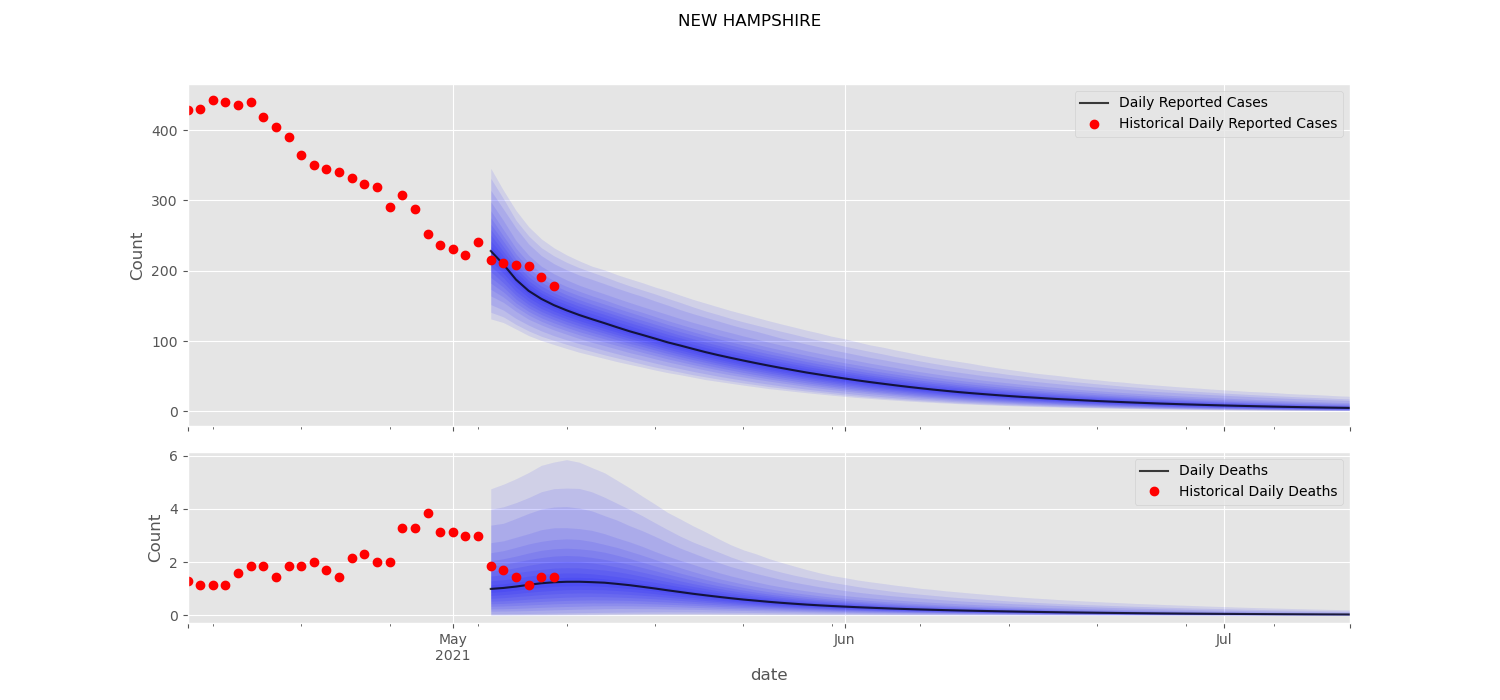 NEW HAMPSHIRE
Daily Reported Cases
Historical Daily Reported Cases
400
300
200
100
0
Count
Daily Deaths
Historical Daily Deaths
6
4
2
0
Count
May
2021
Jun
Jul
date